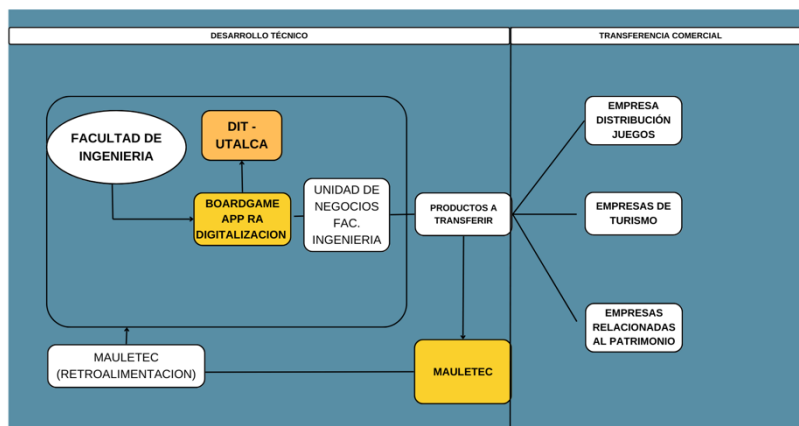 DESARROLLO TÉCNICO
TRANSFERENCIA COMERCIAL
FACULTAD DE
INGENIERIA
DIT -
UTALCA
BOARDGAME
APP RA
DIGITALIZACION
UNIDAD DE
NEGOCIOS
FAC.
INGENIERIA
PRODUCTOS A
TRANSFERIR
EMPRESA
DISTRIBUCIÓN
JUEGOS
EMPRESAS DE
TURISMO
EMPRESAS
RELACIONADAS
AL PATRIMONIO
MAULETEC
(RETROALIMENTACION)
MAULETEC